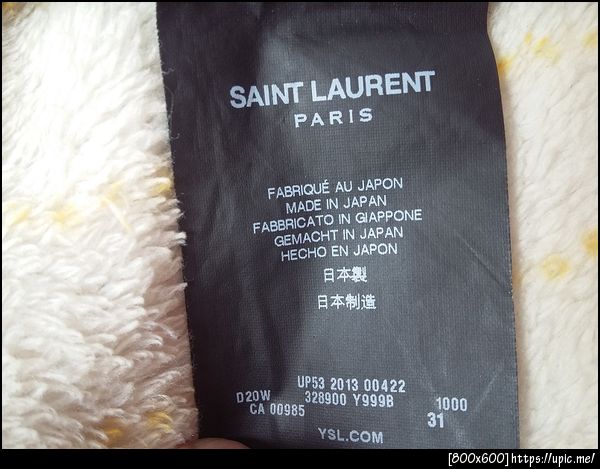 SAINT LAURENT
PARIS
FABRIQUÉ AU JAPON
MADE IN JAPAN
FABBRICATO IN GIAPPONE
GEMACHT IN JAPAN
HECHO EN JAPON
日本製
日本制造
UP53 2013 00422
D20W 328900 Y999B 1000
CA 00985 31
YSL.COM
[800x600]https://upic.me/